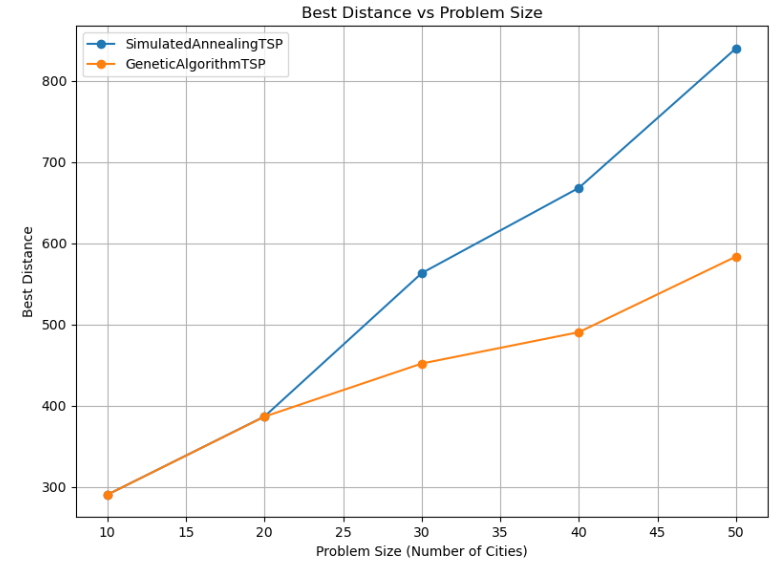 Best Distance vs Problem Size
SimulatedAnnealingTSP
GeneticAlgorithmTSP
800
700
600
500
400
300
Best Distance
10 15 20 25 30 35 40 45 50
Problem Size (Number of Cities)